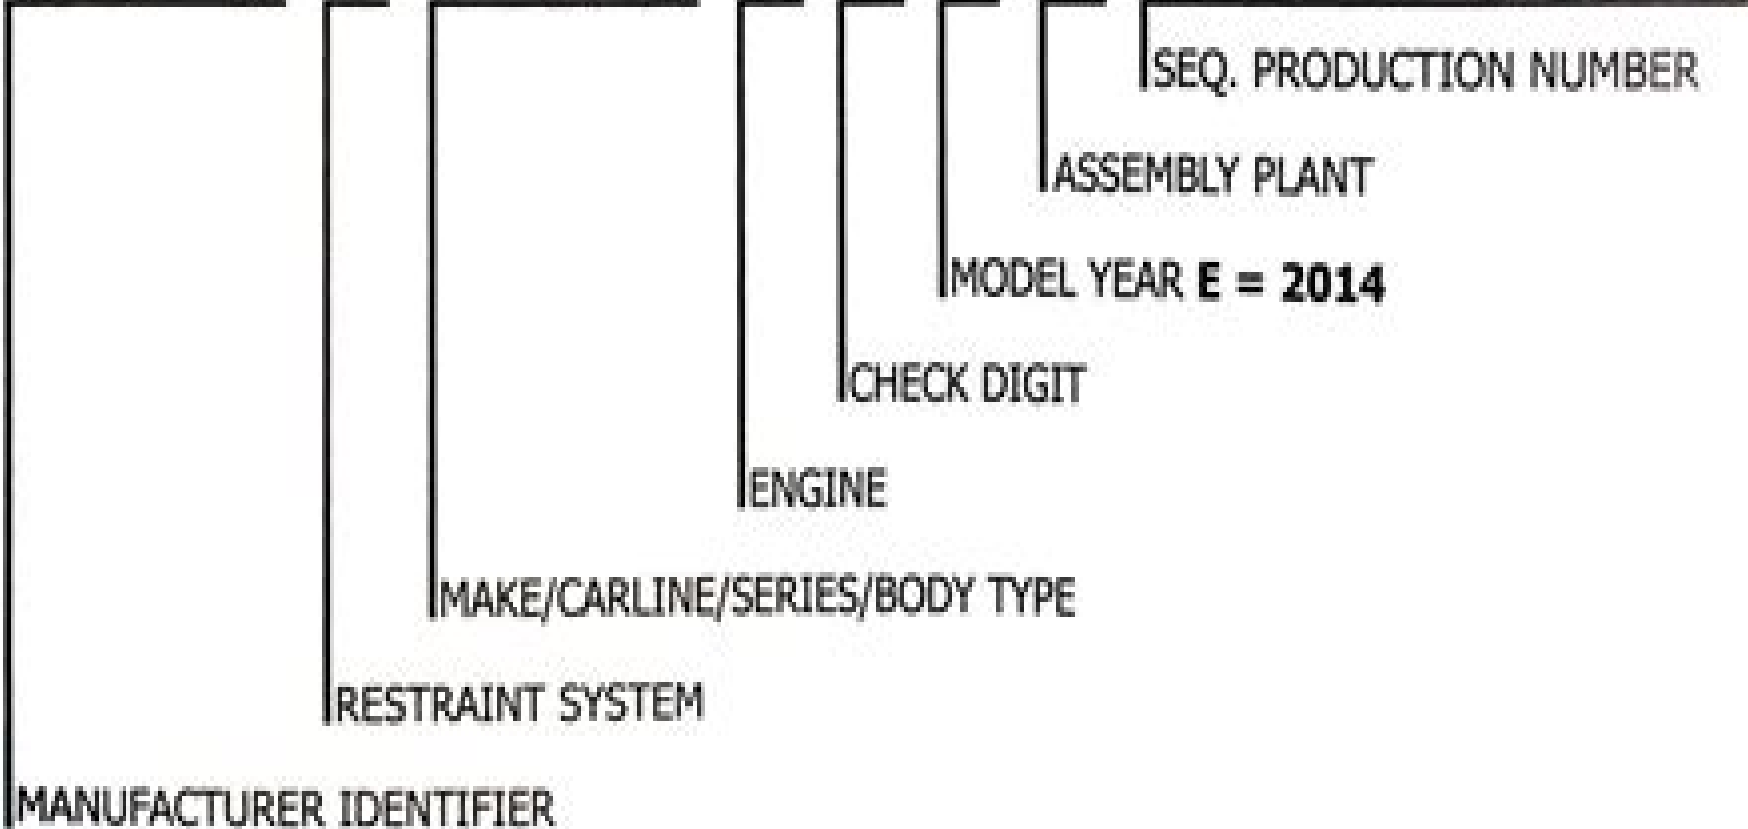 SEQ. PRODUCTION NUMBER
ASSEMBLY PLANT
MODEL YEAR E = 2014
CHECK DIGIT
ENGINE
MAKE/CARLINE/SERIES/BODY TYPE
RESTRAINT SYSTEM
MANUFACTURER IDENTIFIER